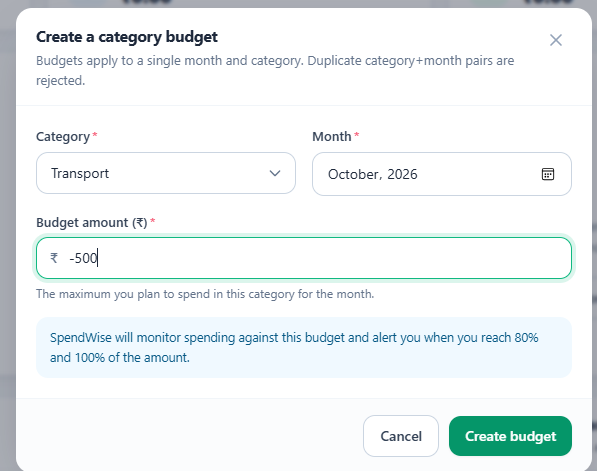 Create a category budget
Budgets apply to a single month and category. Duplicate category+month pairs are
rejected.
Category *
Month *
Transport
October, 2026
Budget amount (₹) *
₹ -500
The maximum you plan to spend in this category for the month.
SpendWise will monitor spending against this budget and alert you when you reach 80%
and 100% of the amount.
Cancel
Create budget